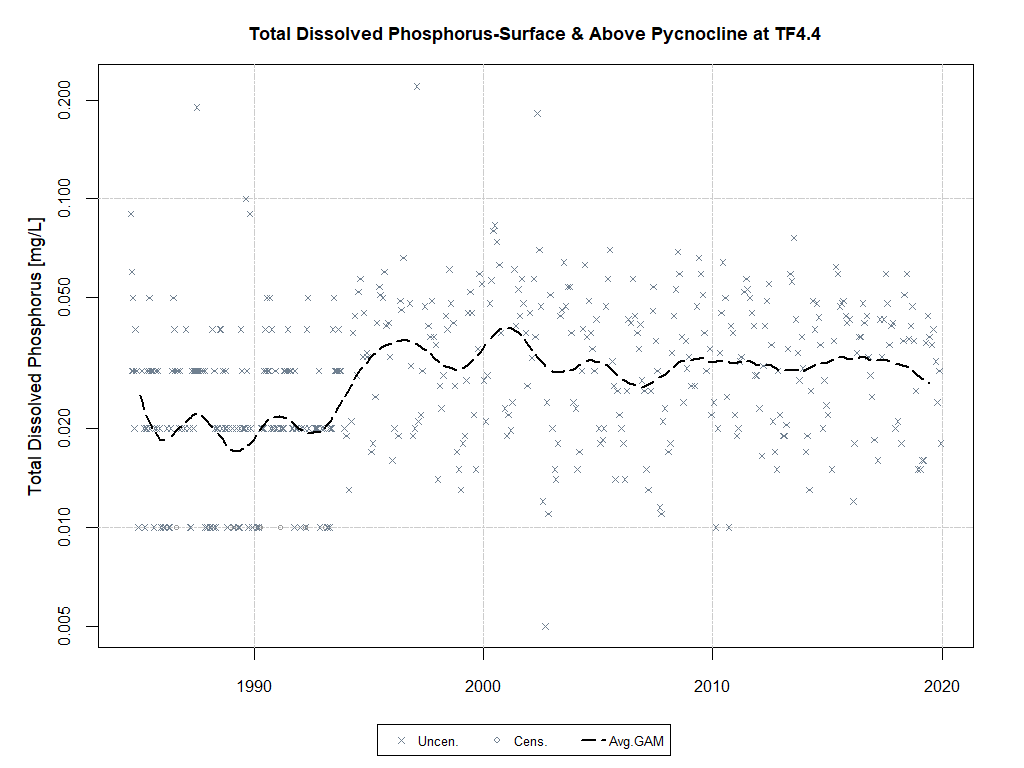 Total Dissolved Phosphorus-Surface & Above Pycnocline at TF4.4
Total Dissolved Phosphorus [mg/L]
0.200
0.100
0.050
0.020
0.010
0.005
1990 2000 2010 2020
Uncen. Cens. Avg.GAM